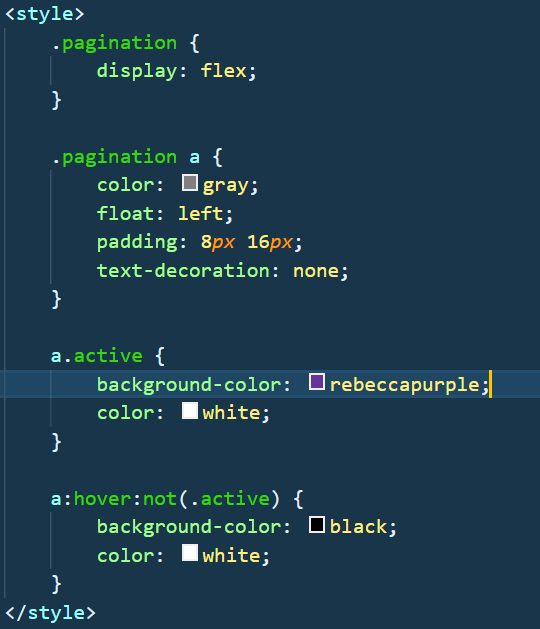 <style>
    .pagination {
        display: flex;
    }

    .pagination a {
        color: gray;
        float: left;
        padding: 8px 16px;
        text-decoration: none;
    }

    a.active {
        background-color: rebeccapurple;
        color: white;
    }

    a:hover:not(.active) {
        background-color: black;
        color: white;
    }
</style>